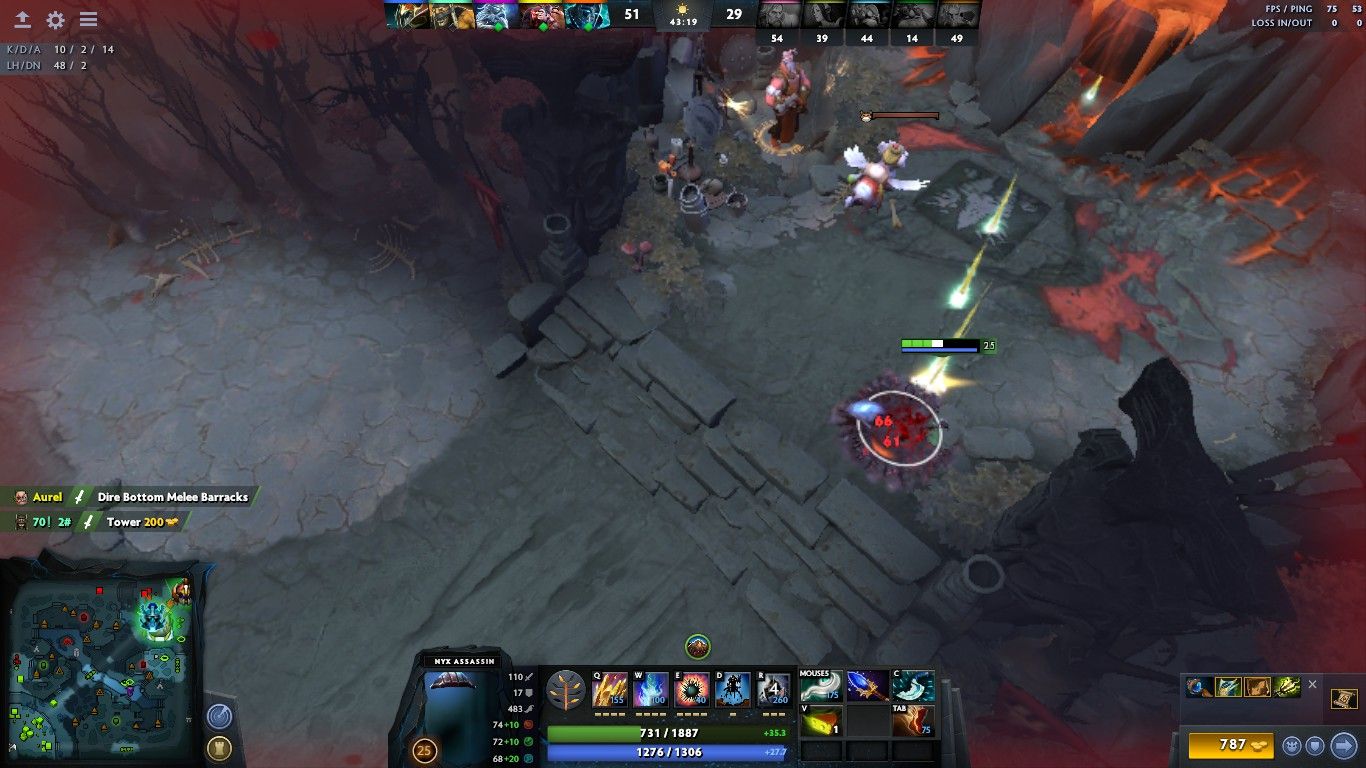 51 43:19 29
54 39 44 14 49
FPS / PING 75 53
LOSS IN/OUT 0 0
K/D/A 10 / 2 / 14
LH/DN 48 / 2
25
66
61
Aurel Dire Bottom Melee Barracks
70! 2# Tower 200
NYX ASSASSIN
110
17
483
74+10
72+10
68+20
25
Q W E D R
155 100 40 4 260
MOUSE5 C
175
V TAB
1 75
731 / 1887 +35.3
1276 / 1306 +27.7
787